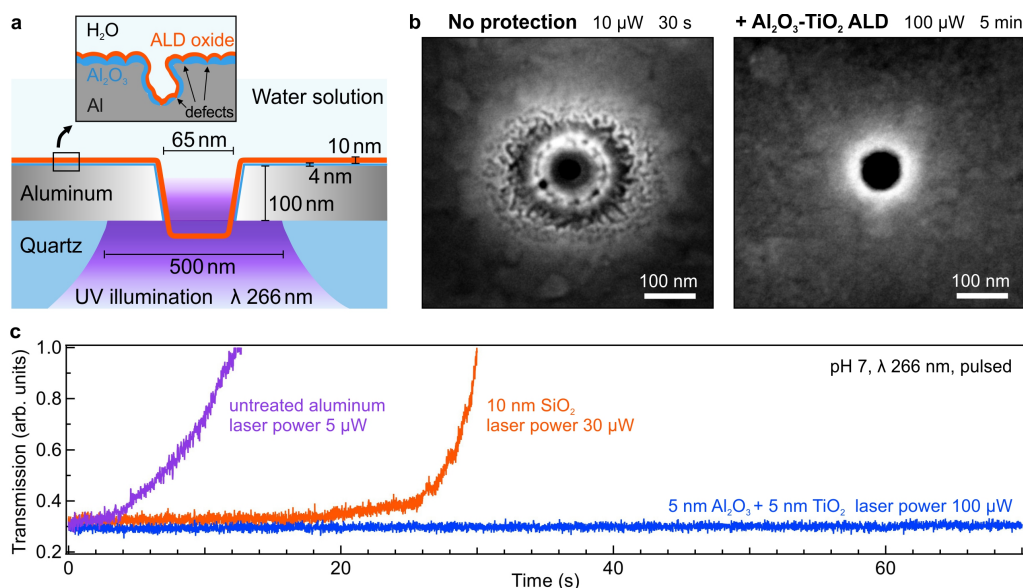 a
H₂O
ALD oxide
Al₂O₃
Al
defects
Water solution
65 nm
10 nm
4 nm
Aluminum
100 nm
Quartz
500 nm
UV illumination λ 266 nm
b
No protection 10 µW 30 s
100 nm
+ Al₂O₃-TiO₂ ALD 100 µW 5 min
100 nm
c
Transmission (arb. units)
1.0
0.8
0.6
0.4
0.2
pH 7, λ 266 nm, pulsed
untreated aluminum
laser power 5 µW
10 nm SiO₂
laser power 30 µW
5 nm Al₂O₃ + 5 nm TiO₂ laser power 100 µW
0
20
40
60
Time (s)